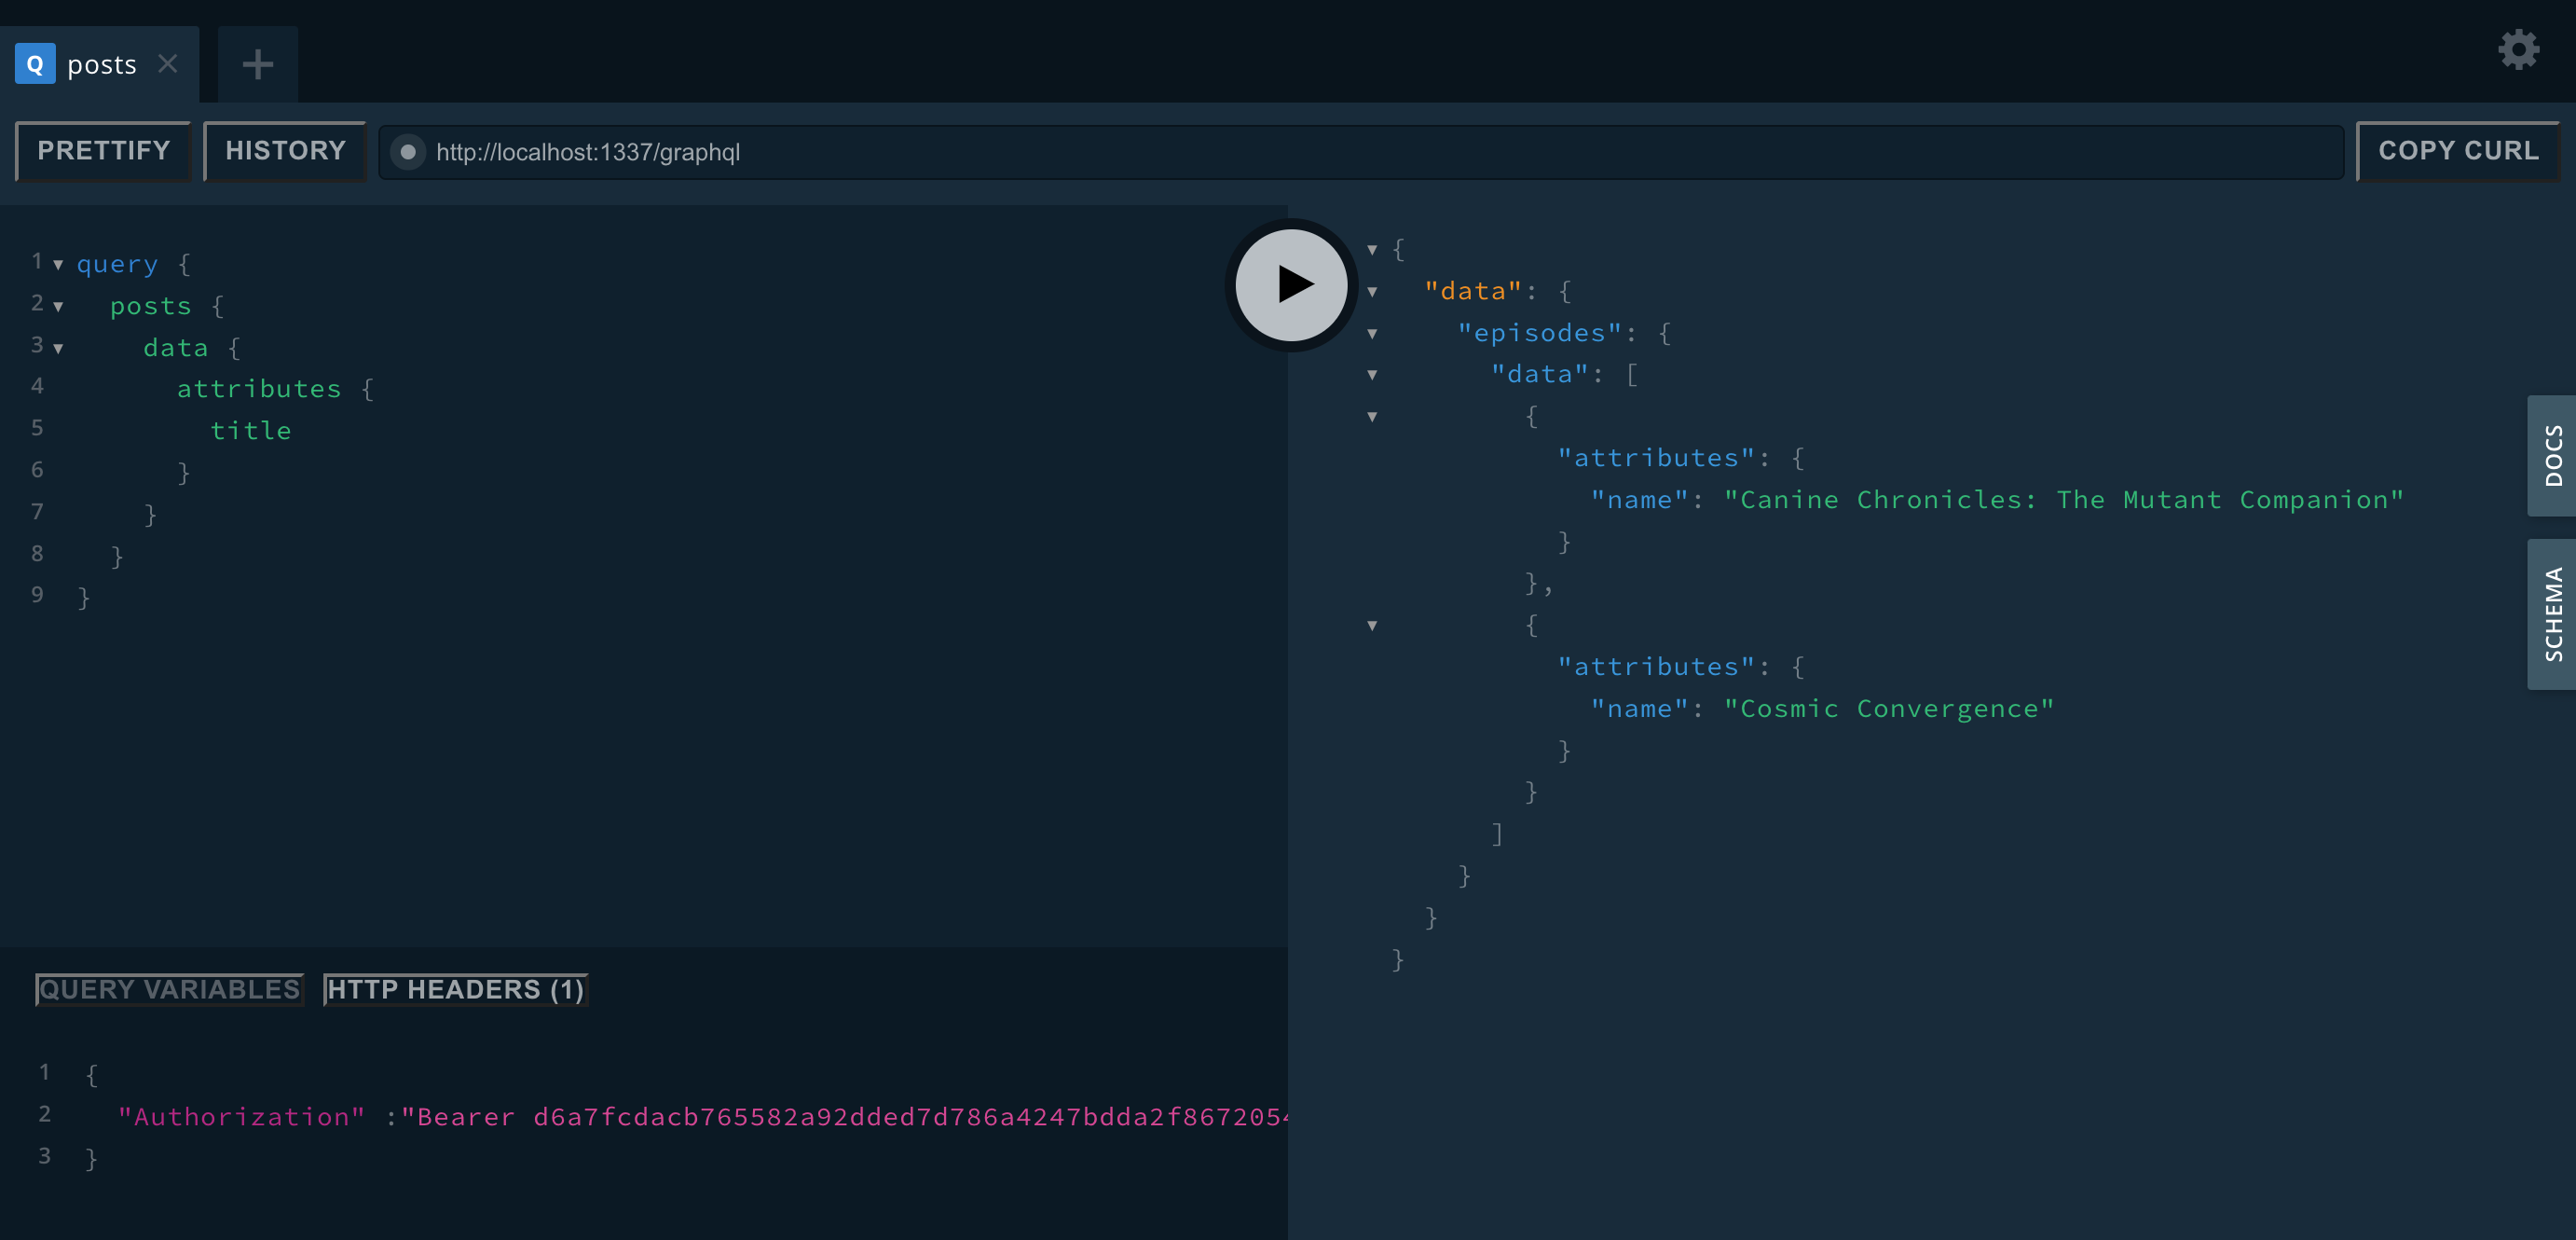 Q posts
PRETTIFY HISTORY http://localhost:1337/graphql COPY CURL
1 query {
2 posts {
3 data {
4 attributes {
5 title
6 }
7 }
8 }
9 }
QUERY VARIABLES HTTP HEADERS (1)
1 {
2 "Authorization" :"Bearer d6a7fcdacb765582a92dded7d786a4247bdda2f867205
3 }
{
"data": {
"episodes": {
"data": [
{
"attributes": {
"name": "Canine Chronicles: The Mutant Companion"
}
},
{
"attributes": {
"name": "Cosmic Convergence"
}
}
]
}
}
}
DOCS
SCHEMA